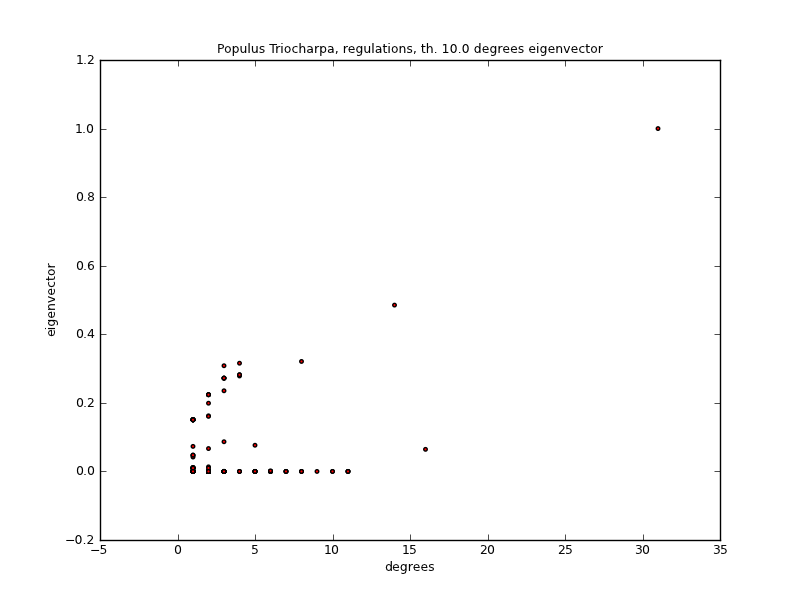 Populus Triocharpa, regulations, th. 10.0 degrees eigenvector
1.2
1.0
0.8
0.6
0.4
0.2
0.0
−0.2
eigenvector
−5 0 5 10 15 20 25 30 35
degrees